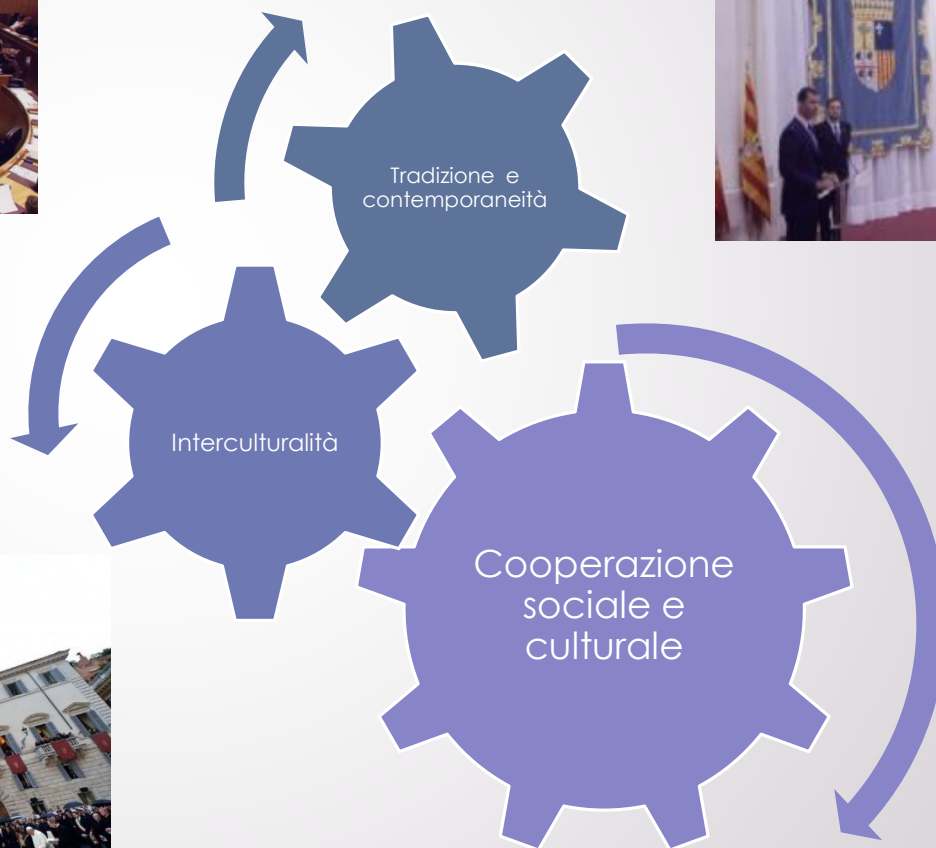 Tradizione e
contemporaneità
Interculturalità
Cooperazione
sociale e
culturale